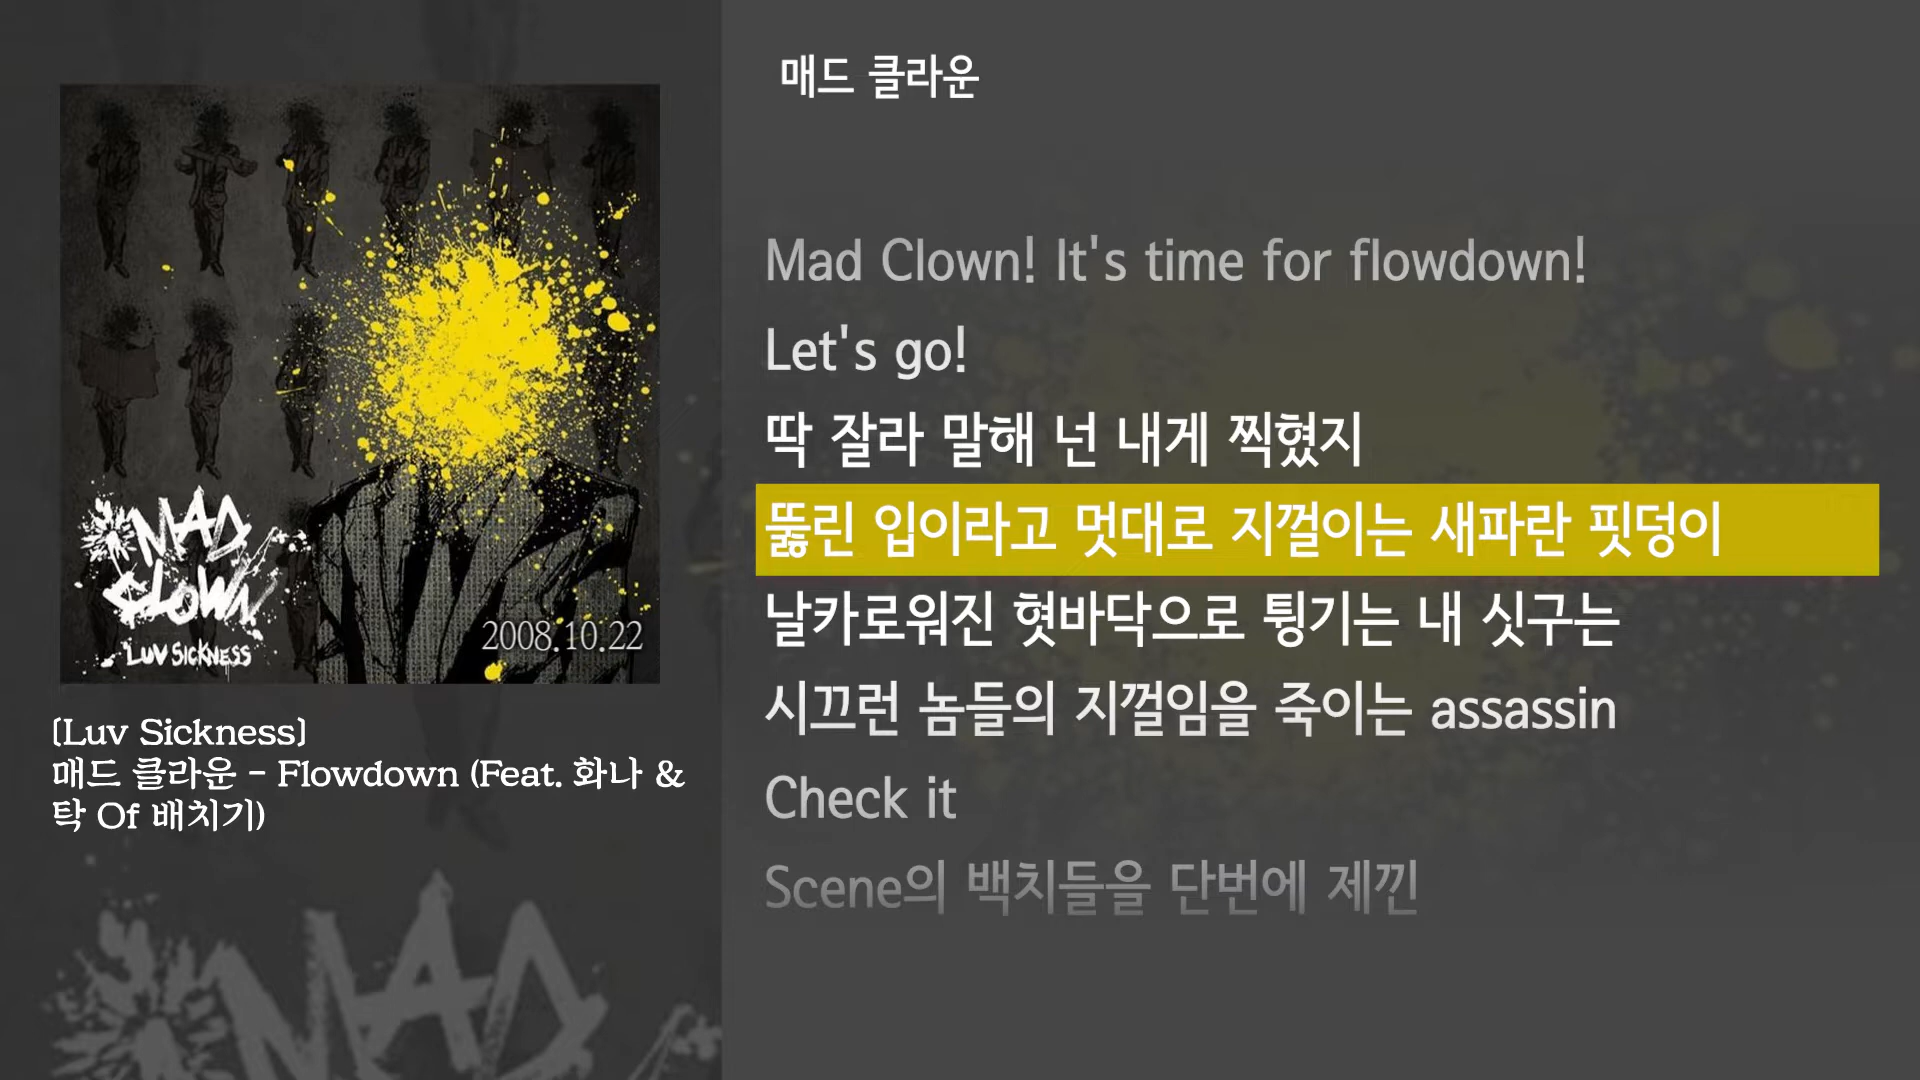 MAD
CLOWN
LUV SICKNESS
2008.10.22
[Luv Sickness]
매드 클라운 - Flowdown (Feat. 화나 &
탁 Of 배치기)
매드 클라운
Mad Clown! It's time for flowdown!
Let's go!
딱 잘라 말해 넌 내게 찍혔지
뚫린 입이라고 멋대로 지껄이는 새파란 핏덩이
날카로워진 혓바닥으로 튕기는 내 싯구는
시끄런 놈들의 지껄임을 죽이는 assassin
Check it
Scene의 백치들을 단번에 제낀
MAD